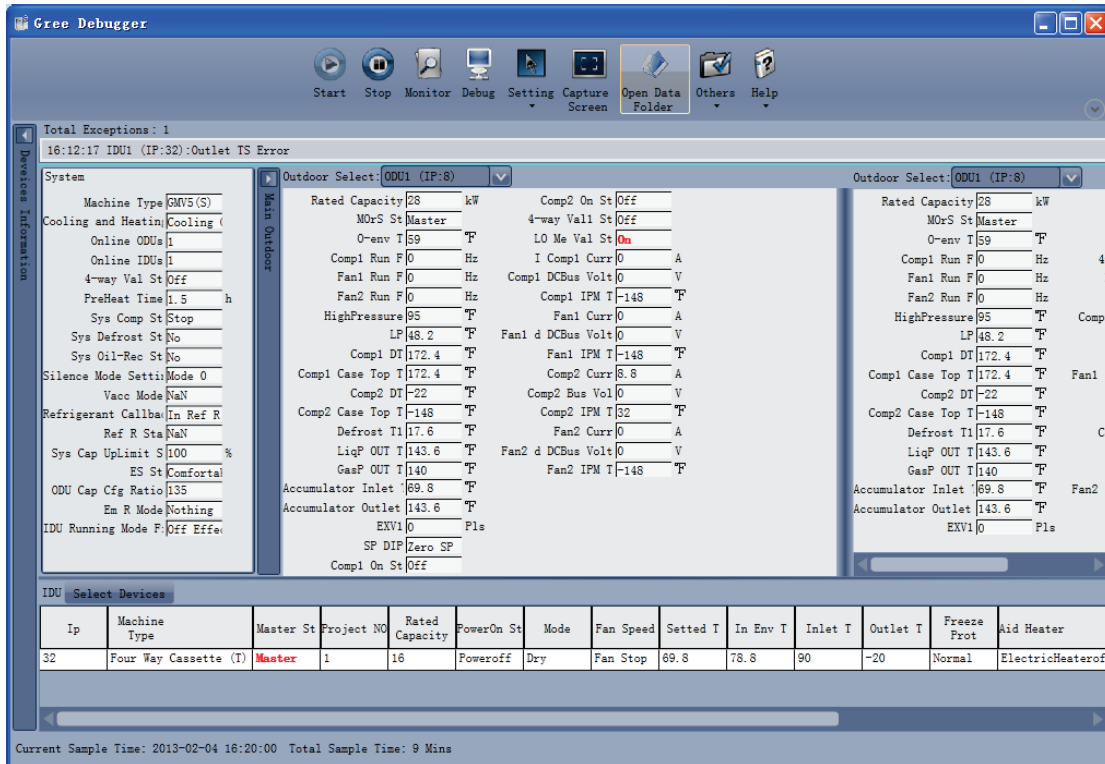 Gree Debugger
Start Stop Monitor Debug Setting Capture Screen Open Data Folder Others Help
Total Exceptions: 1
16:12:17 IDU1 (IP:32):Outlet TS Error
Deveices Information
System
Machine Type GMV5(S)
Cooling and Heating Cooling (
Online ODUs 1
Online IDUs 1
4-way Val St Off
PreHeat Time 1.5 h
Sys Comp St Stop
Sys Defrost St No
Sys Oil-Rec St No
Silence Mode Setti Mode 0
Vacc Mode NaN
Refrigerant Callba In Ref R
Ref R Sta NaN
Sys Cap UpLimit S 100 %
ES St Comfortal
ODU Cap Cfg Ratio 135
Em R Mode Nothing
IDU Running Mode F: Off Effe
Main Outdoor
Outdoor Select: ODU1 (IP:8)
Rated Capacity 28 kW
MOrS St Master
O-env T 59 ℉
Comp1 Run F 0 Hz
Fan1 Run F 0 Hz
Fan2 Run F 0 Hz
HighPressure 95 ℉
LP 48.2 ℉
Comp1 DT 172.4 ℉
Comp1 Case Top T 172.4 ℉
Comp2 DT -22 ℉
Comp2 Case Top T -148 ℉
Defrost T1 17.6 ℉
LiqP OUT T 143.6 ℉
GasP OUT T 140 ℉
Accumulator Inlet 69.8 ℉
Accumulator Outlet 143.6 ℉
EXV1 0 Pls
SP DIP Zero SP
Comp1 On St Off
Comp2 On St Off
4-way Val1 St Off
LO Me Val St On
I Comp1 Curr 0 A
Comp1 DCBus Volt 0 V
Comp1 IPM T -148 ℉
Fan1 Curr 0 A
Fan1 d DCBus Volt 0 V
Fan1 IPM T -148 ℉
Comp2 Curr 8.8 A
Comp2 Bus Vol 0 V
Comp2 IPM T 32 ℉
Fan2 Curr 0 A
Fan2 d DCBus Volt 0 V
Fan2 IPM T -148 ℉
Outdoor Select: ODU1 (IP:8)
Rated Capacity 28 kW
MOrS St Master
O-env T 59 ℉
Comp1 Run F 0 Hz 4
Fan1 Run F 0 Hz
Fan2 Run F 0 Hz
HighPressure 95 ℉ Comp
LP 48.2 ℉
Comp1 DT 172.4 ℉
Comp1 Case Top T 172.4 ℉ Fan1
Comp2 DT -22 ℉
Comp2 Case Top T -148 ℉
Defrost T1 17.6 ℉ C
LiqP OUT T 143.6 ℉
GasP OUT T 140 ℉
Accumulator Inlet 69.8 ℉ Fan2
Accumulator Outlet 143.6 ℉
EXV1 0 Pls
IDU Select Devices
Ip Machine Type Master St Project NO Rated Capacity PowerOn St Mode Fan Speed Setted T In Env T Inlet T Outlet T Freeze Prot Aid Heater
32 Four Way Cassette (T) Master 1 16 Poweroff Dry Fan Stop 69.8 78.8 90 -20 Normal ElectricHeaterof
Current Sample Time: 2013-02-04 16:20:00 Total Sample Time: 9 Mins